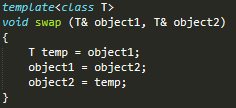 template<class T>
void swap (T& object1, T& object2)
{
    T temp = object1;
    object1 = object2;
    object2 = temp;
}